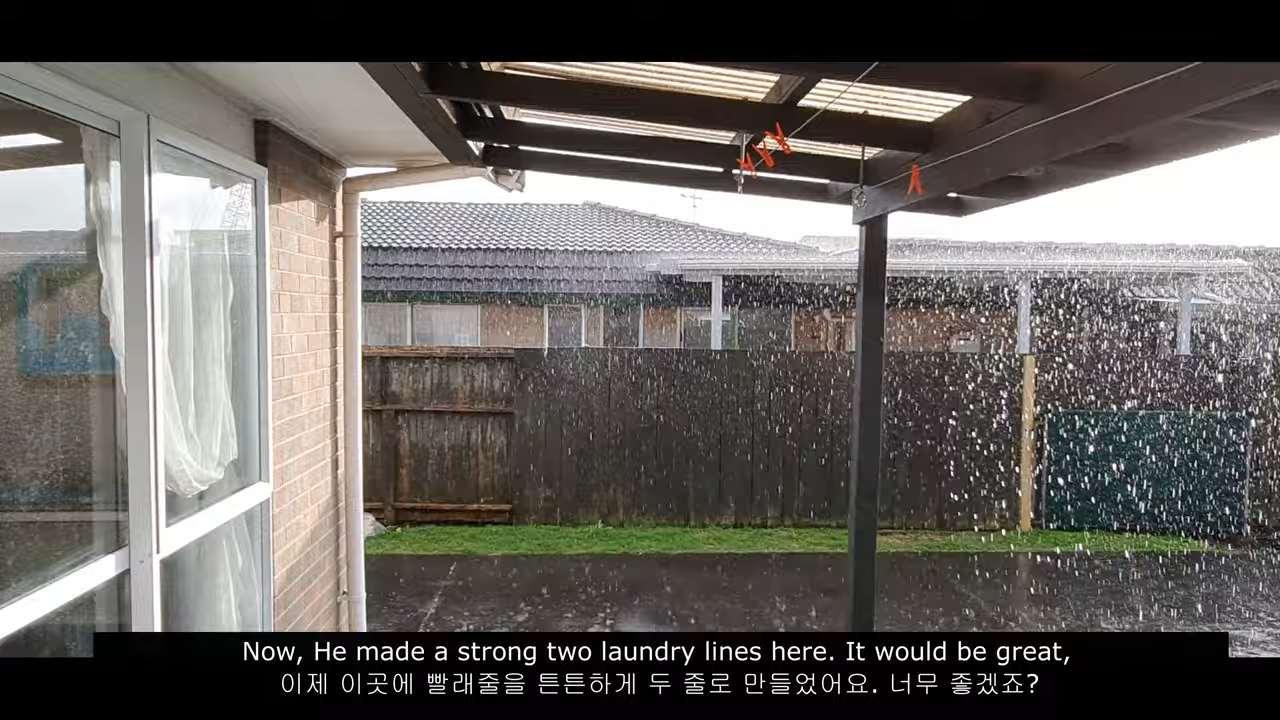 Now, He made a strong two laundry lines here. It would be great,
이제 이곳에 빨래줄을 튼튼하게 두 줄로 만들었어요. 너무 좋겠죠?